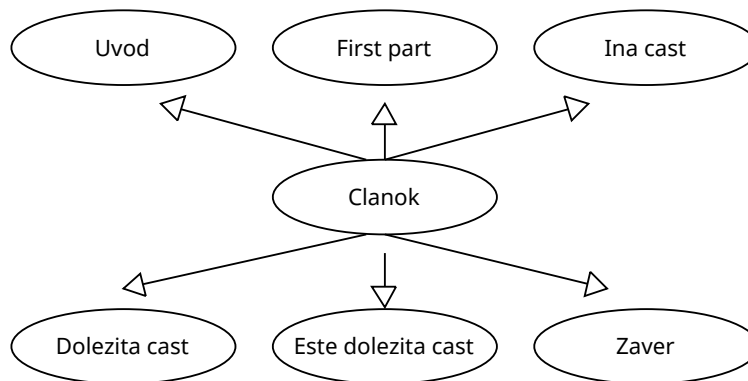 Uvod
First part
Ina cast
Clanok
Dolezita cast
Este dolezita cast
Zaver